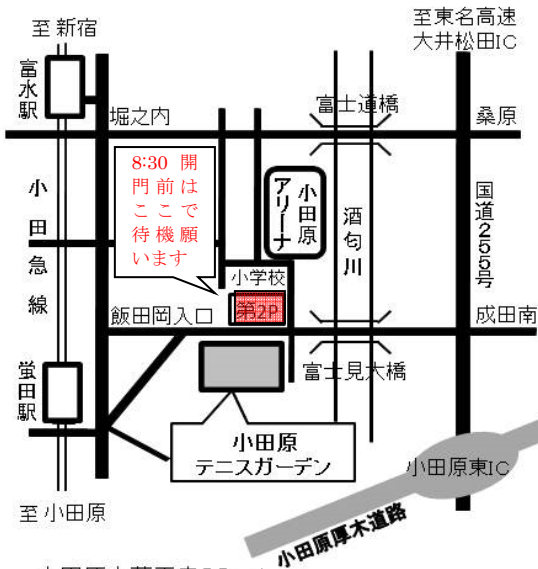 至 新宿
至東名高速
大井松田IC
富水駅
堀之内
富士道橋
桑原
8:30 開
門前は
ここで
待機願
います
小田急線
小田原
アリーナ
酒匂川
国道255号
小学校
第2P
飯田岡入口
成田南
富士見大橋
蛍田駅
小田原
テニスガーデン
小田原東IC
至 小田原
小田原厚木道路